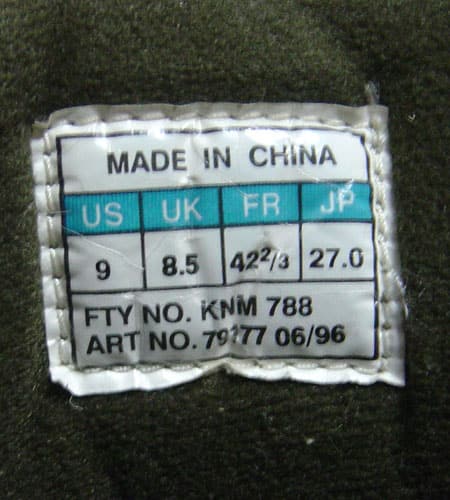 MADE IN CHINA
US UK FR JP
9 8.5 42²/₃ 27.0
FTY NO. KNM 788
ART NO. 06/96